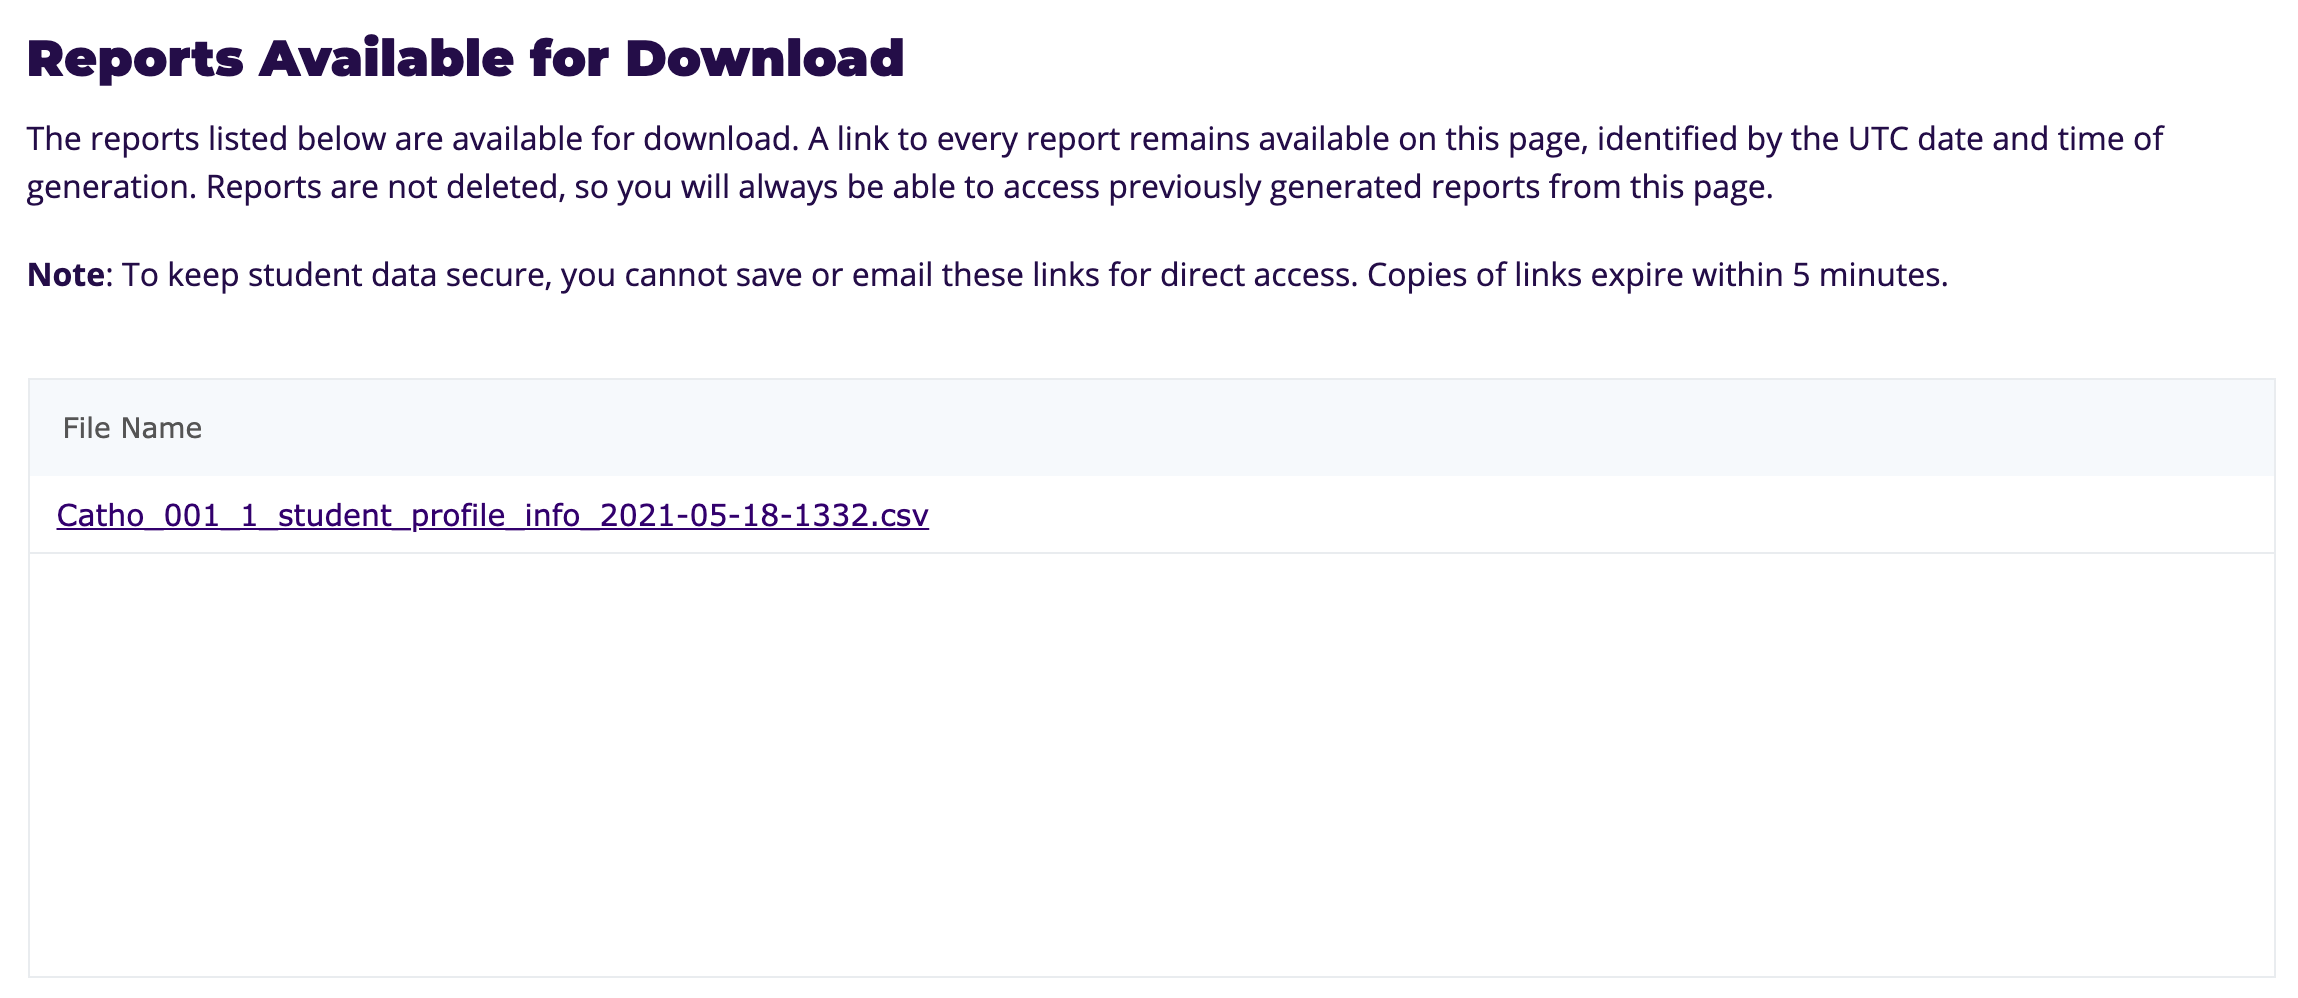 Reports Available for Download
The reports listed below are available for download. A link to every report remains available on this page, identified by the UTC date and time of
generation. Reports are not deleted, so you will always be able to access previously generated reports from this page.
Note: To keep student data secure, you cannot save or email these links for direct access. Copies of links expire within 5 minutes.
File Name
Catho_001_1_student_profile_info_2021-05-18-1332.csv